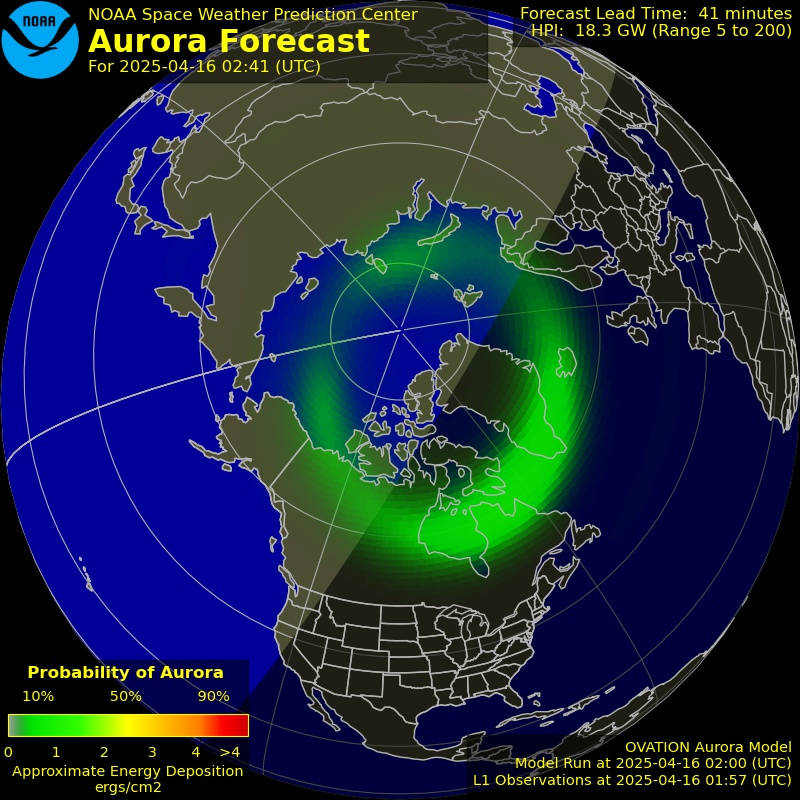 NOAA
NOAA Space Weather Prediction Center
Aurora Forecast
For 2025-04-16 02:41 (UTC)
Forecast Lead Time: 41 minutes
HPI: 18.3 GW (Range 5 to 200)
Probability of Aurora
10% 50% 90%
0 1 2 3 4 >4
Approximate Energy Deposition
ergs/cm2
OVATION Aurora Model
Model Run at 2025-04-16 02:00 (UTC)
L1 Observations at 2025-04-16 01:57 (UTC)